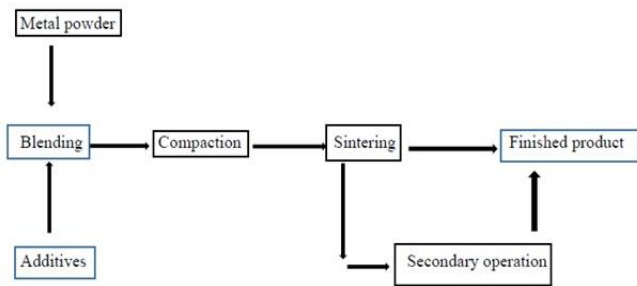 Metal powder
Blending
Compaction
Sintering
Finished product
Additives
Secondary operation